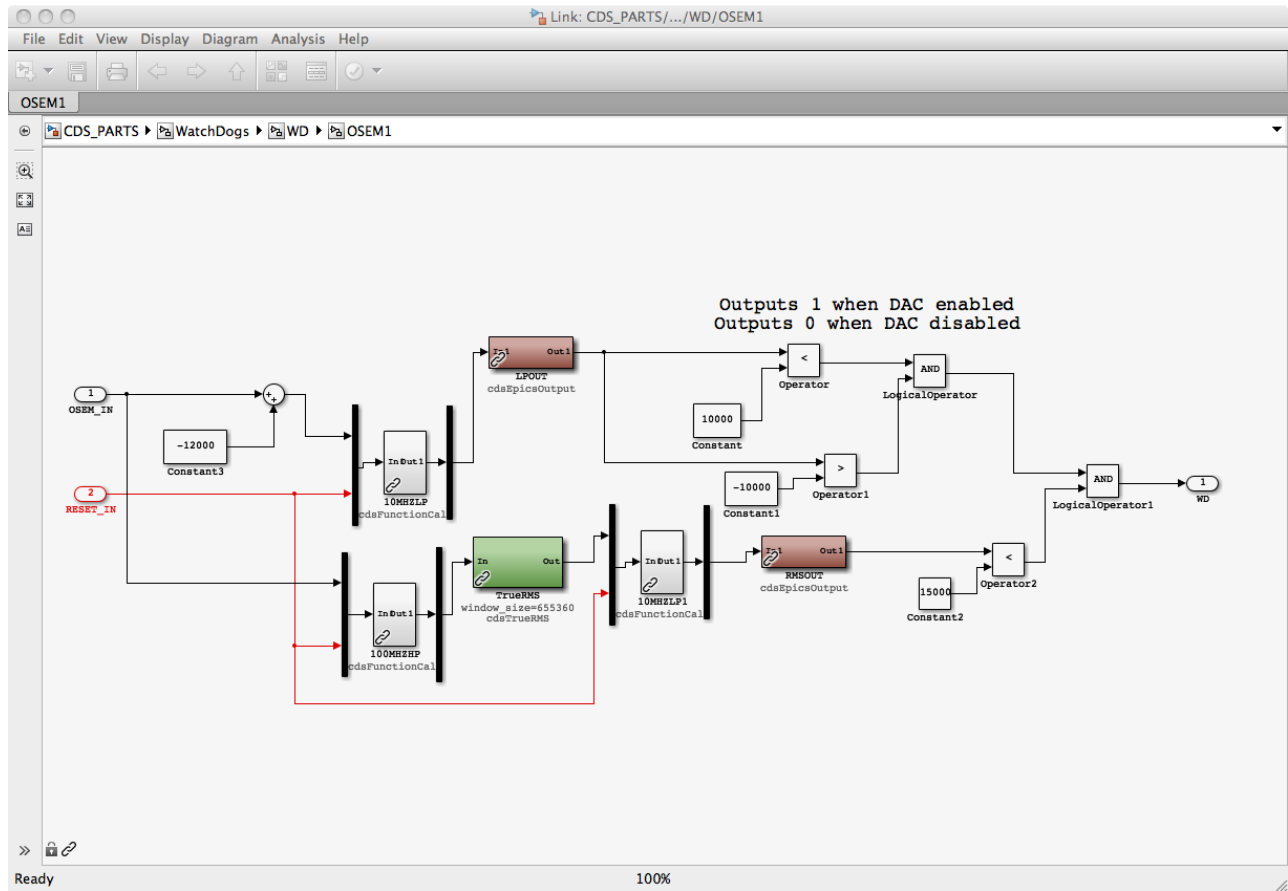 Link: CDS_PARTS/.../WD/OSEM1
File Edit View Display Diagram Analysis Help
OSEM1
CDS_PARTS WatchDogs WD OSEM1
Outputs 1 when DAC enabled
Outputs 0 when DAC disabled
In1 Out1
LPOUT
cdsEpicsOutput
<
Operator
AND
LogicalOperator
1
OSEM_IN
+
+
-12000
Constant3
10000
Constant
In1 Out1
10MHZLP
cdsFunctionCal
>
Operator1
-10000
Constant1
2
RESET_IN
AND
LogicalOperator1
1
WD
In Out
TrueRMS
window_size=655360
cdsTrueRMS
In1 Out1
10MHZLP1
cdsFunctionCal
In1 Out1
RMSOUT
cdsEpicsOutput
<
Operator2
15000
Constant2
In1 Out1
100MHZHP
cdsFunctionCal
Ready
100%